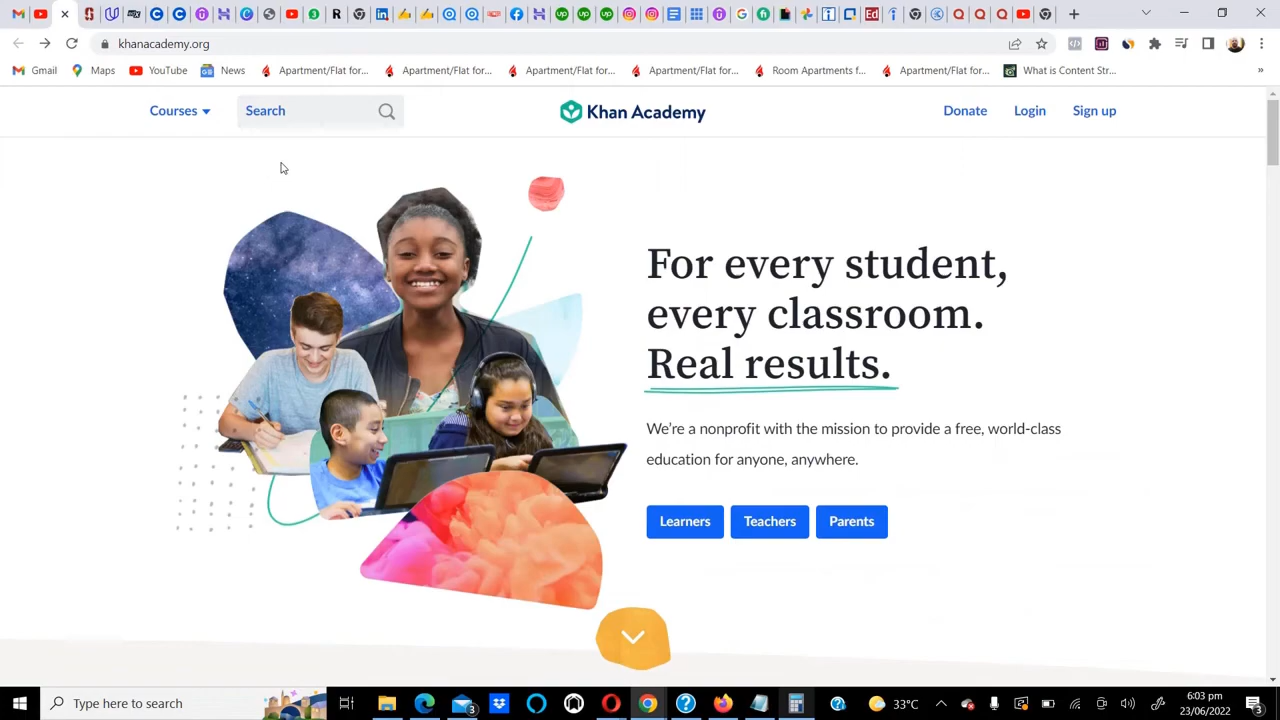 khanacademy.org
Gmail
Maps
YouTube
News
Apartment/Flat for...
Apartment/Flat for...
Apartment/Flat for...
Apartment/Flat for...
Room Apartments f...
Apartment/Flat for...
What is Content Str...
»
Courses
Search
Khan Academy
Donate
Login
Sign up
For every student,
every classroom.
Real results.
We’re a nonprofit with the mission to provide a free, world-class
education for anyone, anywhere.
Learners
Teachers
Parents
Type here to search
33°C
6:03 pm
23/06/2022